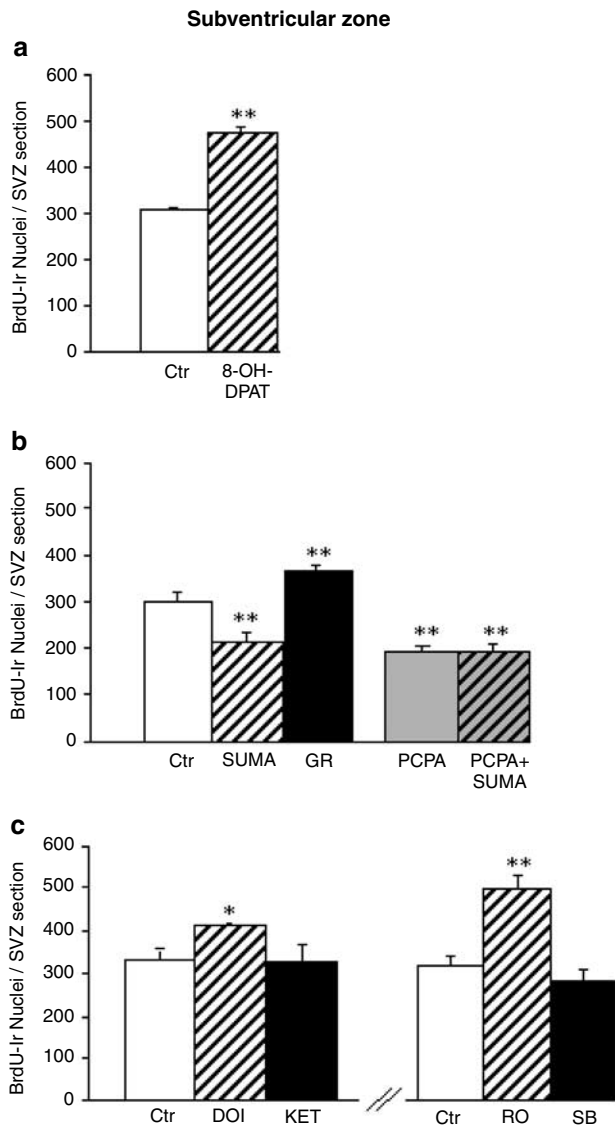 Subventricular zone
a
BrdU-Ir Nuclei / SVZ section
600
500
400
300
200
100
0
**
Ctr
8-OH-
DPAT
b
BrdU-Ir Nuclei / SVZ section
600
500
400
300
200
100
0
**
**
**
**
Ctr
SUMA
GR
PCPA
PCPA+
SUMA
c
BrdU-Ir Nuclei / SVZ section
600
500
400
300
200
100
0
*
**
Ctr
DOI
KET
Ctr
RO
SB